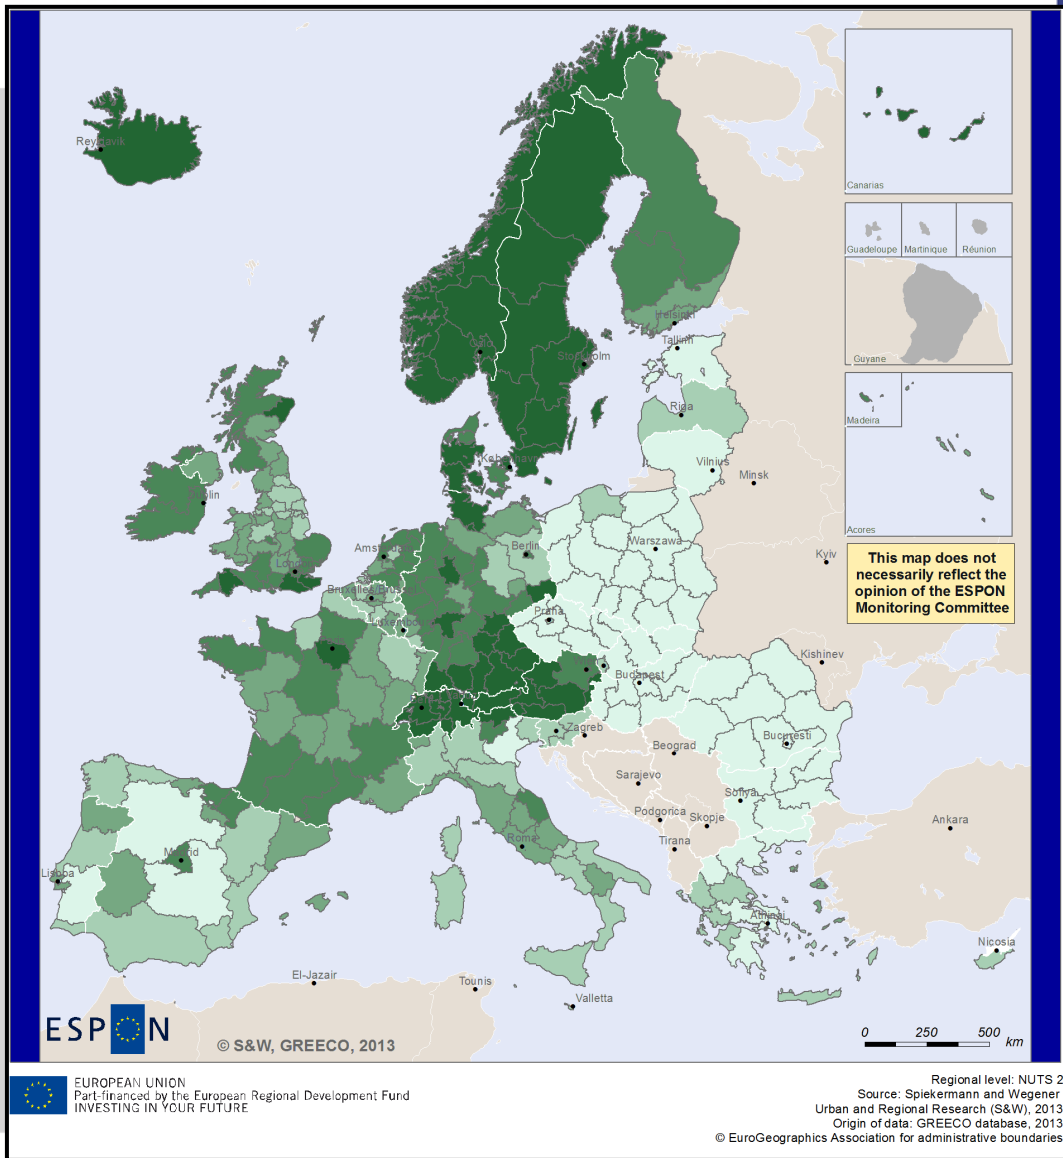 Reykjavik
Canarias
Guadeloupe
Martinique
Réunion
Guyane
Helsinki
Tallinn
Oslo
Stockholm
Madeira
Riga
København
Vilnius
Minsk
Dublin
Acores
Berlin
Warszawa
Kyiv
This map does not
necessarily reflect the
opinion of the ESPON
Monitoring Committee
London
Praha
Kishinev
Budapest
Zagreb
Bucuresti
Beograd
Sarajevo
Sofiya
Podgorica
Skopje
Ankara
Tirana
Roma
Madrid
Lisboa
Athinai
Nicosia
El-Jazair
Tounis
Valletta
ESPON
© S&W, GREECO, 2013
0 250 500 km
EUROPEAN UNION
Part-financed by the European Regional Development Fund
INVESTING IN YOUR FUTURE
Regional level: NUTS 2
Source: Spiekermann and Wegener
Urban and Regional Research (S&W), 2013
Origin of data: GREECO database, 2013
© EuroGeographics Association for administrative boundaries